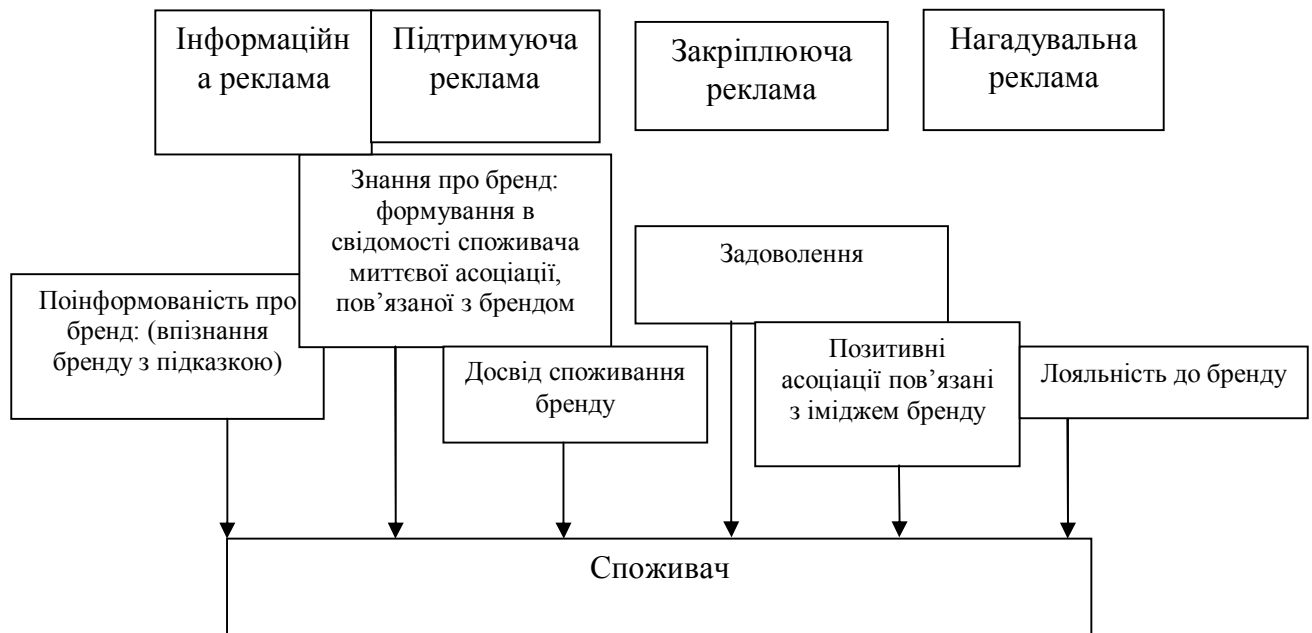 Інформаційн
а реклама
Підтримуюча
реклама
Закріплююча
реклама
Нагадувальна
реклама
Знання про бренд:
формування в
свідомості споживача
миттєвої асоціації,
пов’язаної з брендом
Задоволення
Поінформованість про
бренд: (впізнання
бренду з підказкою)
Досвід споживання
бренду
Позитивні
асоціації пов’язані
з іміджем бренду
Лояльність до бренду
Споживач